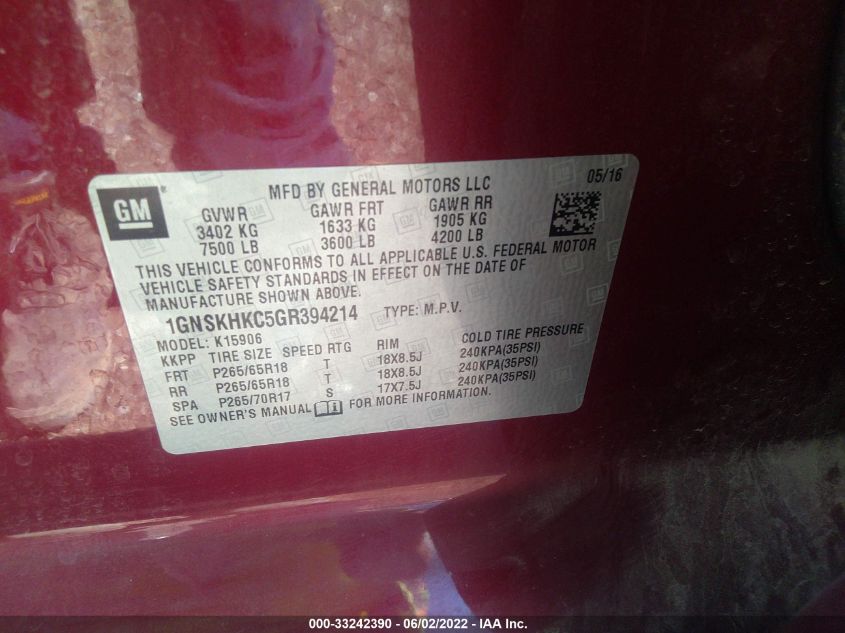 GM
MFD BY GENERAL MOTORS LLC
05/16
GVWR GAWR FRT GAWR RR
3402 KG 1633 KG 1905 KG
7500 LB 3600 LB 4200 LB
THIS VEHICLE CONFORMS TO ALL APPLICABLE U.S. FEDERAL MOTOR
VEHICLE SAFETY STANDARDS IN EFFECT ON THE DATE OF
MANUFACTURE SHOWN ABOVE.
1GNSKHKC5GR394214 TYPE: M.P.V.
MODEL: K15906
KKPP TIRE SIZE SPEED RTG RIM COLD TIRE PRESSURE
FRT P265/65R18 T 18X8.5J 240KPA(35PSI)
RR P265/65R18 T 18X8.5J 240KPA(35PSI)
SPA P265/70R17 S 17X7.5J 240KPA(35PSI)
SEE OWNER'S MANUAL FOR MORE INFORMATION.
000-33242390 - 06/02/2022 - IAA Inc.